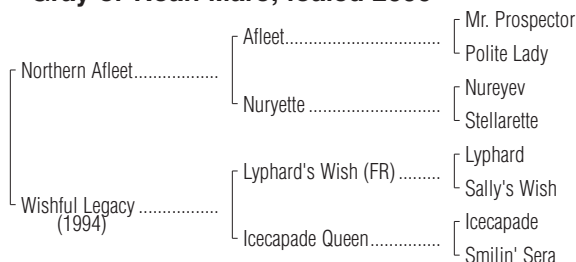 Gray or Roan Mare; foaled 2006
Mr. Prospector
Afleet
Polite Lady
Northern Afleet
Nureyev
Nuryette
Stellarette
Lyphard
Lyphard's Wish (FR)
Sally's Wish
Wishful Legacy
(1994)
Icecapade
Icecapade Queen
Smilin' Sera